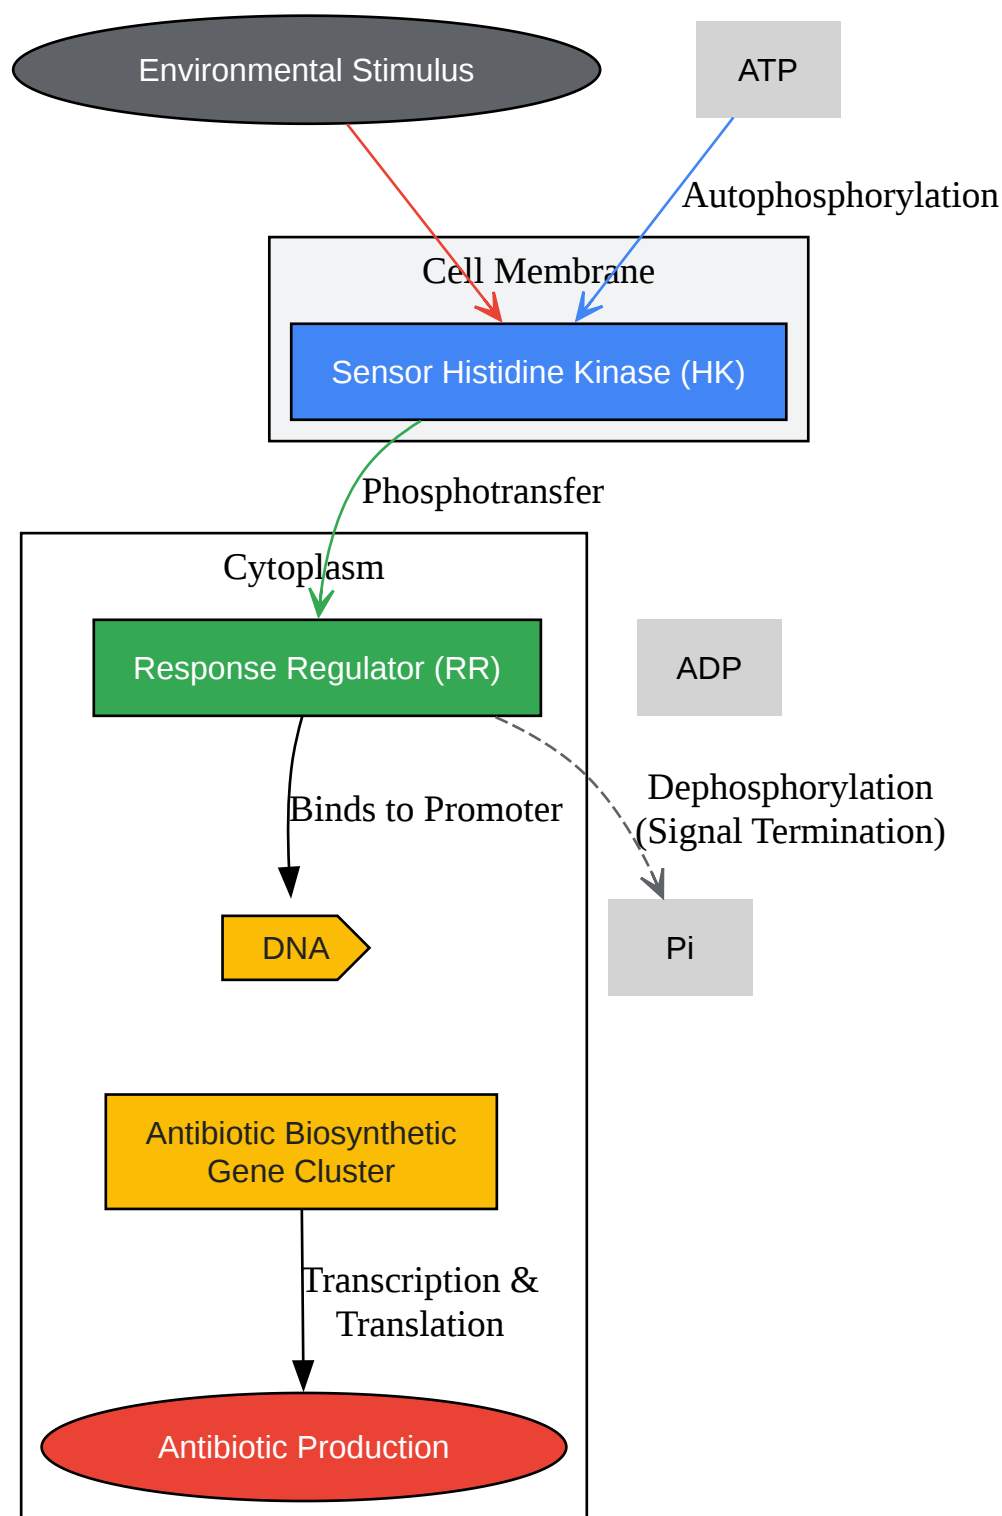 Environmental Stimulus
ATP
Autophosphorylation
Cell Membrane
Sensor Histidine Kinase (HK)
Phosphotransfer
Cytoplasm
Response Regulator (RR)
ADP
Binds to Promoter
Dephosphorylation
(Signal Termination)
DNA
Pi
Antibiotic Biosynthetic
Gene Cluster
Transcription &
Translation
Antibiotic Production